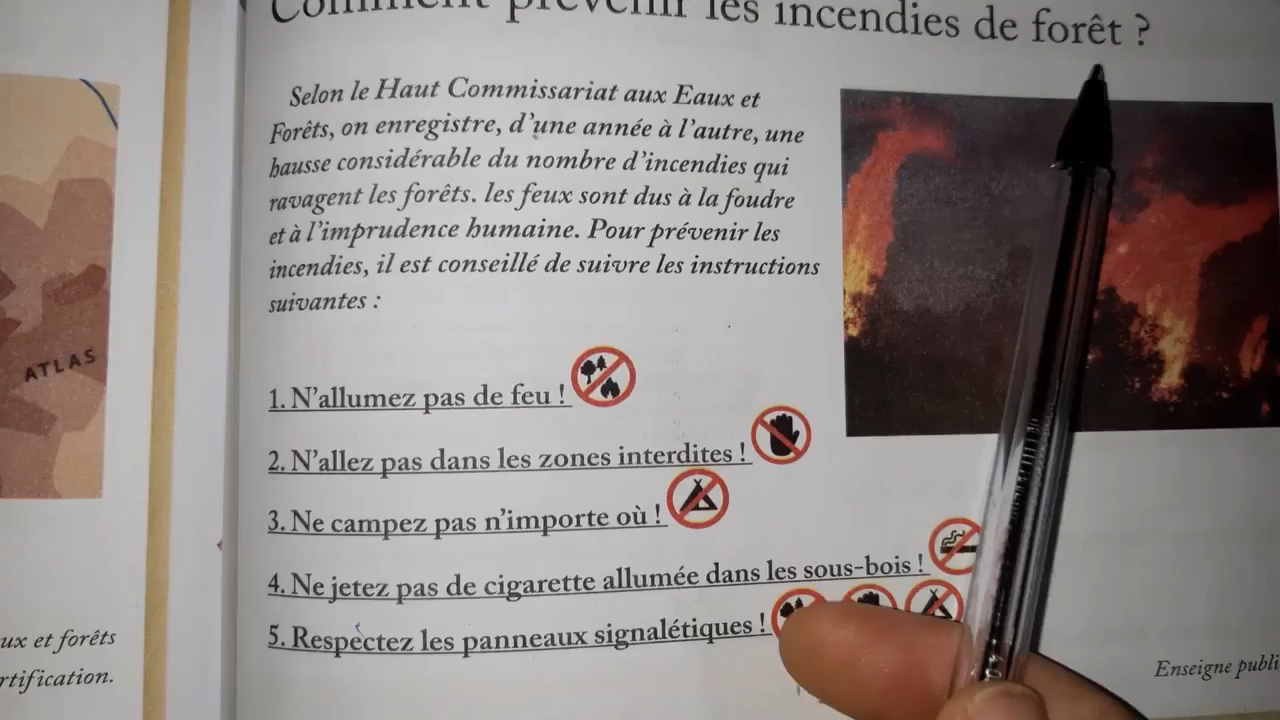 Comment prévenir les incendies de forêt ?
Selon le Haut Commissariat aux Eaux et
Forêts, on enregistre, d'une année à l'autre, une
hausse considérable du nombre d'incendies qui
ravagent les forêts. les feux sont dus à la foudre
et à l'imprudence humaine. Pour prévenir les
incendies, il est conseillé de suivre les instructions
suivantes :
1. N'allumez pas de feu !
2. N'allez pas dans les zones interdites !
3. Ne campez pas n'importe où !
4. Ne jetez pas de cigarette allumée dans les sous-bois !
5. Respectez les panneaux signalétiques !
ATLAS
ux et forêts
rtification.
Enseigne publi